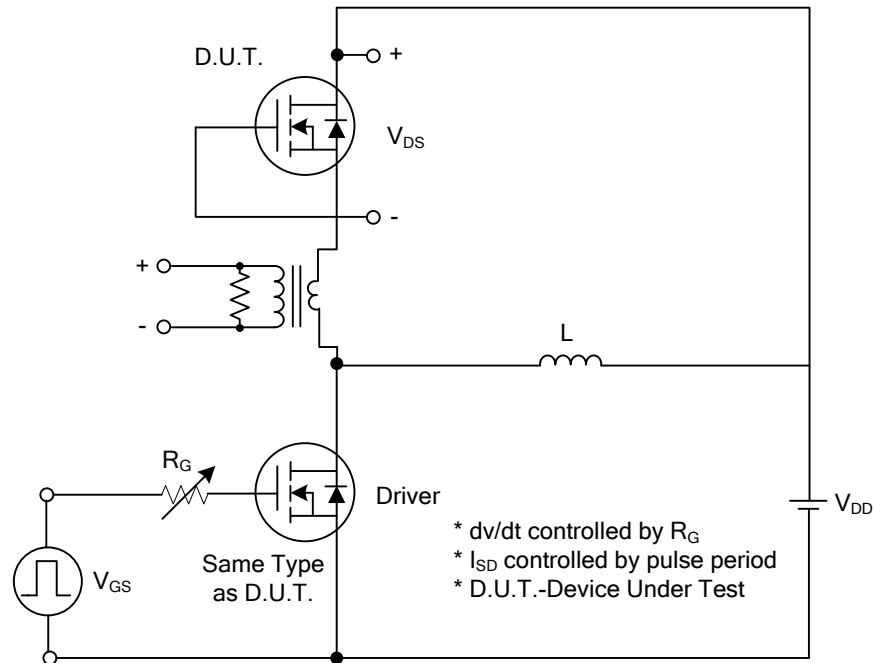 D.U.T.
+
V_DS
-
+
-
L
R_G
Driver
V_DD
V_GS
Same Type
as D.U.T.
* dv/dt controlled by R_G
* I_SD controlled by pulse period
* D.U.T.-Device Under Test